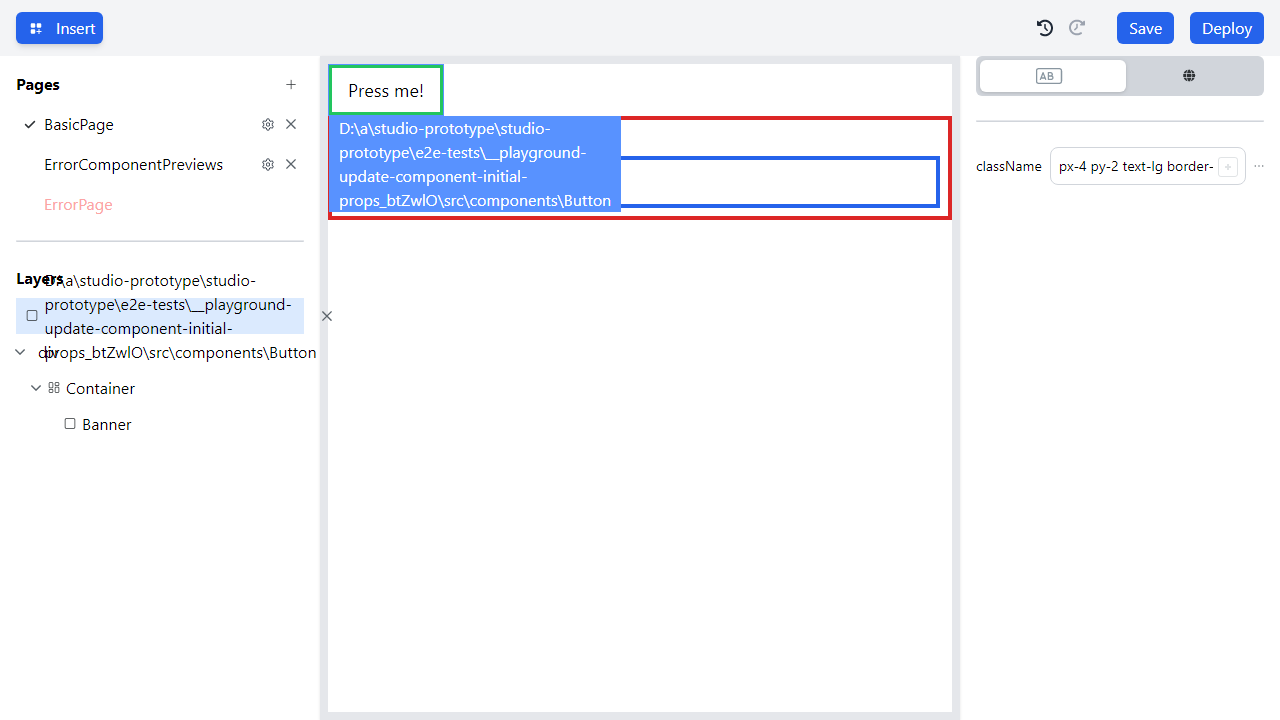 Insert
Save
Deploy
Pages
BasicPage
ErrorComponentPreviews
ErrorPage
Layers
D:\a\studio-prototype\studio-
prototype\e2e-tests\__playground-
update-component-initial-
props_btZwlO\src\components\Button
div
Container
Banner
Press me!
D:\a\studio-prototype\studio-
prototype\e2e-tests\__playground-
update-component-initial-
props_btZwlO\src\components\Button
AB
className
px-4 py-2 text-lg border-